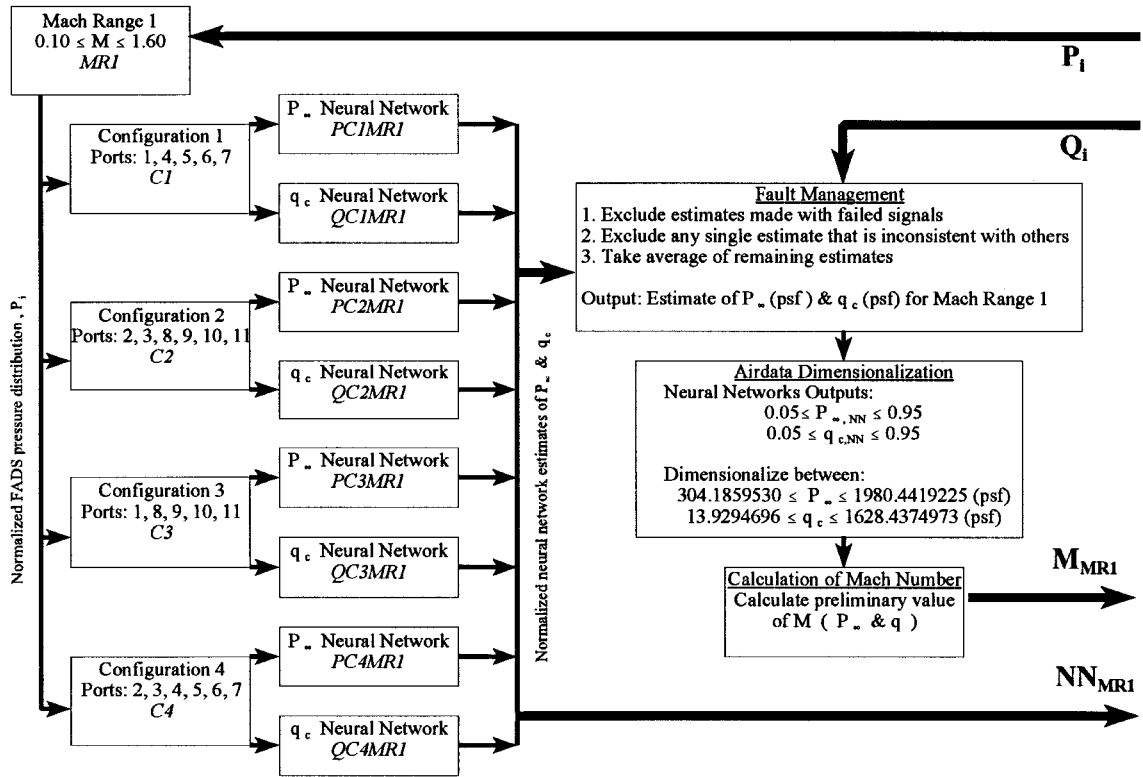 Mach Range 1
0.10 ≤ M ≤ 1.60
MR1
P_i
Q_i
Normalized FADS pressure distribution , P_i
Configuration 1
Ports: 1, 4, 5, 6, 7
C1
P_∞ Neural Network
PC1MR1
q_c Neural Network
QC1MR1
Configuration 2
Ports: 2, 3, 8, 9, 10, 11
C2
P_∞ Neural Network
PC2MR1
q_c Neural Network
QC2MR1
Configuration 3
Ports: 1, 8, 9, 10, 11
C3
P_∞ Neural Network
PC3MR1
q_c Neural Network
QC3MR1
Configuration 4
Ports: 2, 3, 4, 5, 6, 7
C4
P_∞ Neural Network
PC4MR1
q_c Neural Network
QC4MR1
Normalized neural network estimates of P_∞ & q_c
Fault Management
1. Exclude estimates made with failed signals
2. Exclude any single estimate that is inconsistent with others
3. Take average of remaining estimates
Output: Estimate of P_∞ (psf ) & q_c (psf) for Mach Range 1
Airdata Dimensionalization
Neural Networks Outputs:
0.05 ≤ P_∞,NN ≤ 0.95
0.05 ≤ q_c,NN ≤ 0.95
Dimensionalize between:
304.1859530 ≤ P_∞ ≤ 1980.4419225 (psf)
13.9294696 ≤ q_c ≤ 1628.4374973 (psf)
Calculation of Mach Number
Calculate preliminary value
of M ( P_∞ & q )
M_MR1
NN_MR1